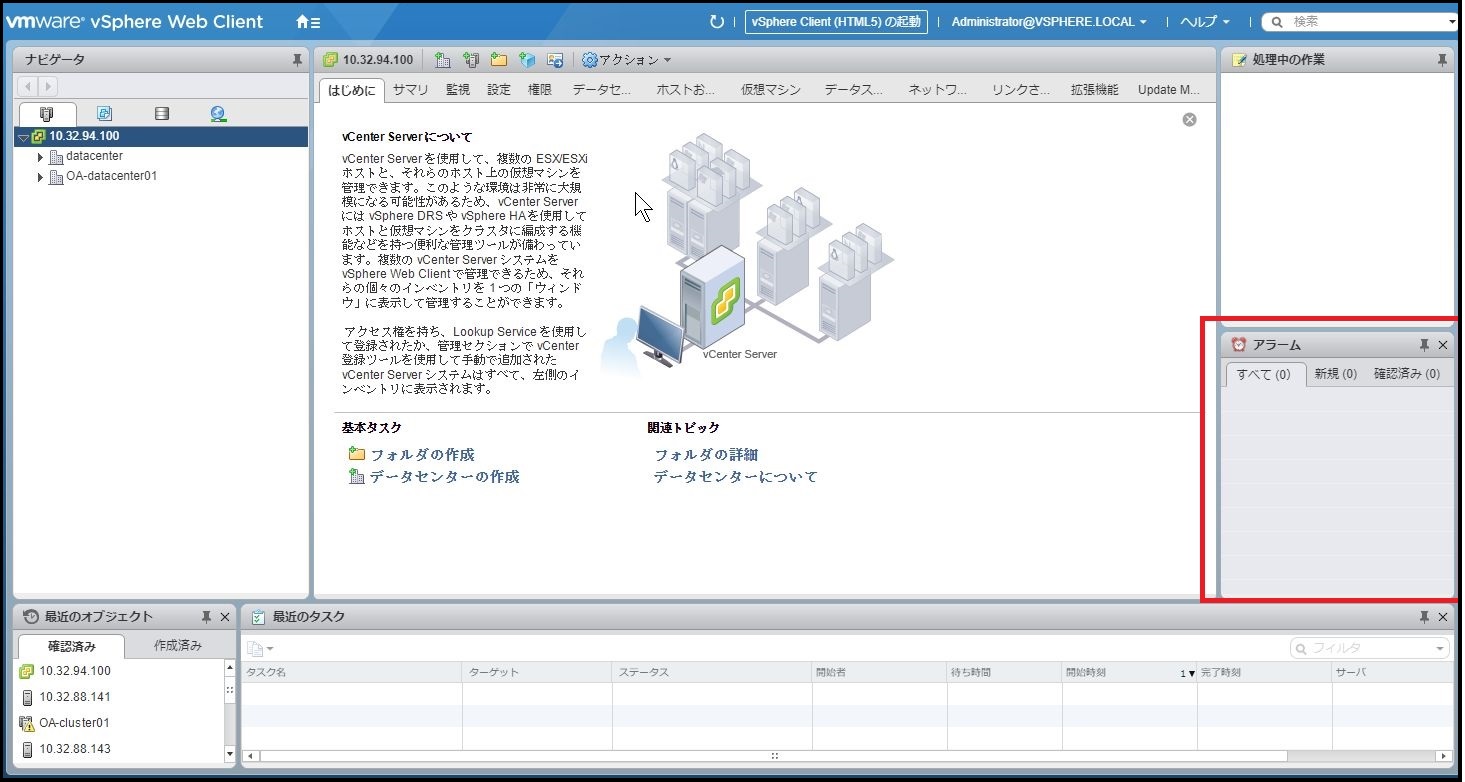 vmware® vSphere Web Client
vSphere Client (HTML5) の起動
Administrator@VSPHERE.LOCAL
ヘルプ
検索
ナビゲータ
10.32.94.100
datacenter
OA-datacenter01
10.32.94.100
アクション
はじめに サマリ 監視 設定 権限 データセ... ホストお... 仮想マシン データス... ネットワ... リンクさ... 拡張機能 Update M...
vCenter Serverについて
vCenter Server を使用して、複数の ESX/ESXi
ホストと、それらのホスト上の仮想マシンを
管理できます。このような環境は非常に大規
模になる可能性があるため、vCenter Server
には vSphere DRS や vSphere HAを使用して
ホストと仮想マシンをクラスタに編成する機
能などを持つ便利な管理ツールが備わってい
ます。複数の vCenter Server システムを
vSphere Web Client で管理できるため、それ
らの個々のインベントリを 1 つの「ウィンド
ウ」に表示して管理することができます。
アクセス権を持ち、Lookup Service を使用し
て登録されたか、管理セクションで vCenter
登録ツールを使用して手動で追加された
vCenter Server システムはすべて、左側のイ
ンベントリに表示されます。
vCenter Server
基本タスク
フォルダの作成
データセンターの作成
関連トピック
フォルダの詳細
データセンターについて
処理中の作業
アラーム
すべて (0) 新規 (0) 確認済み (0)
最近のオブジェクト
確認済み 作成済み
10.32.94.100
10.32.88.141
OA-cluster01
10.32.88.143
最近のタスク
フィルタ
タスク名 ターゲット ステータス 開始者 待ち時間 開始時刻 1▼ 完了時刻 サーバ